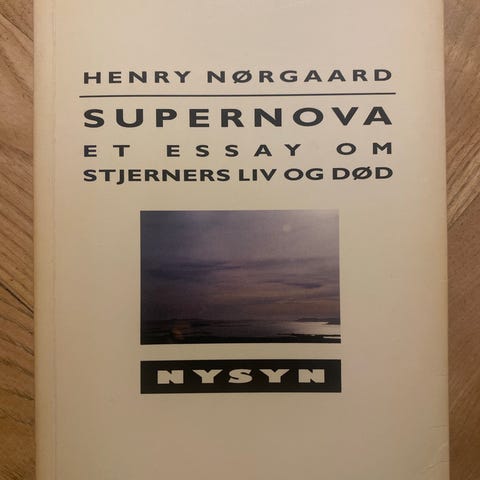 HENRY NØRGAARD
SUPERNOVA
ET ESSAY OM
STJERNERS LIV OG DØD
NYSYN